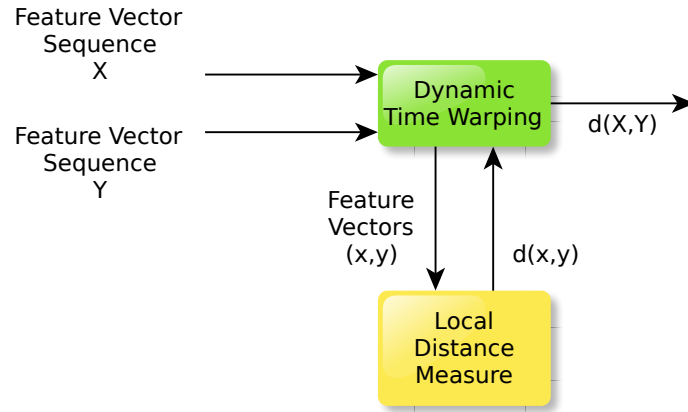 Feature Vector
Sequence
X
Feature Vector
Sequence
Y
Dynamic
Time Warping
d(X,Y)
Feature
Vectors
(x,y)
d(x,y)
Local
Distance
Measure